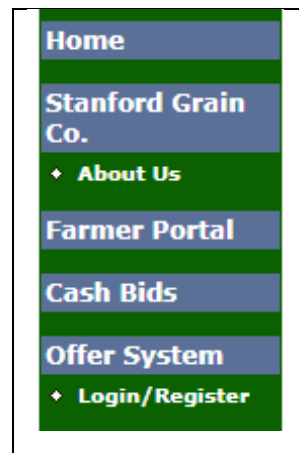 Home
Stanford Grain
Co.
About Us
Farmer Portal
Cash Bids
Offer System
Login/Register